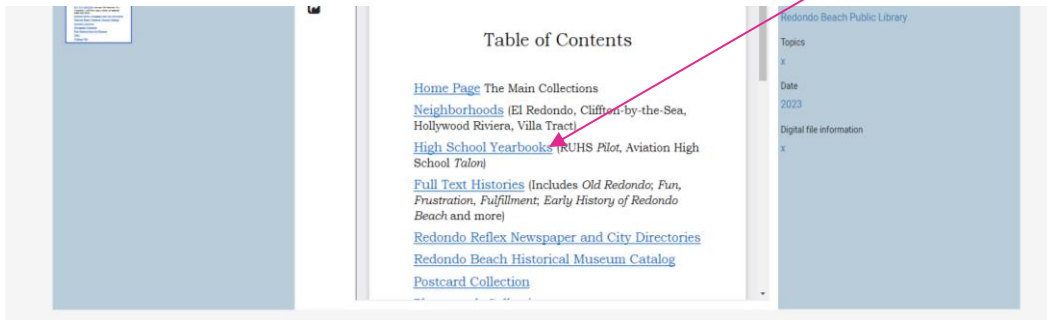 Table of Contents
Home Page The Main Collections
Neighborhoods (El Redondo, Cliffton-by-the-Sea,
Hollywood Riviera, Villa Tract)
High School Yearbooks (RUHS Pilot, Aviation High
School Talon)
Full Text Histories (Includes Old Redondo; Fun,
Frustration, Fulfillment; Early History of Redondo
Beach and more)
Redondo Reflex Newspaper and City Directories
Redondo Beach Historical Museum Catalog
Postcard Collection
Redondo Beach Public Library
Topics
x
Date
2023
Digital file information
x